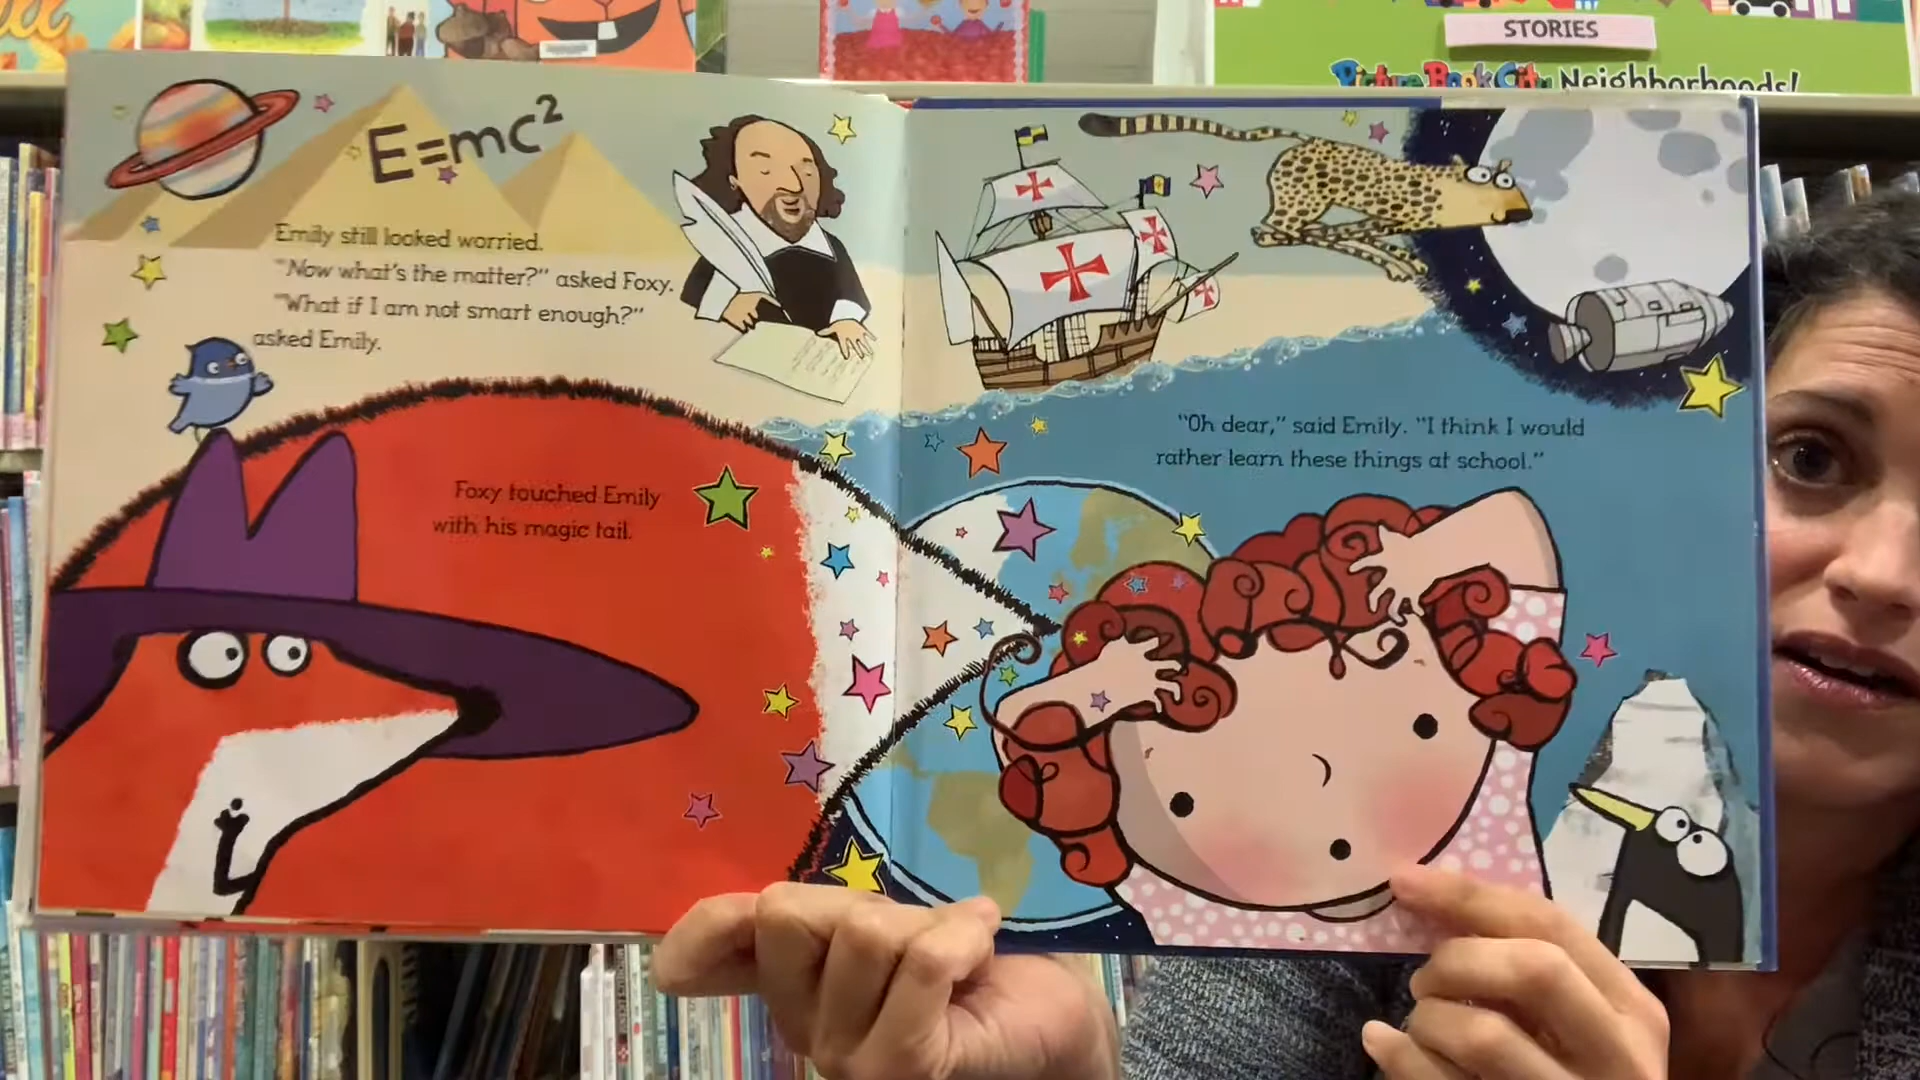 STORIES
Picture Book City Neighborhoods!
E=mc²
Emily still looked worried.
"Now what's the matter?" asked Foxy.
"What if I am not smart enough?"
asked Emily.
Foxy touched Emily
with his magic tail.
"Oh dear," said Emily. "I think I would
rather learn these things at school."